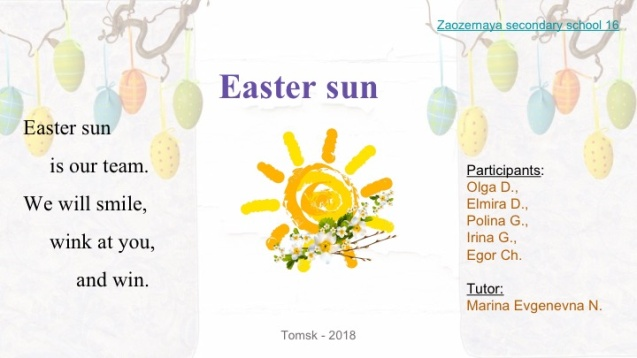 Zaozernaya secondary school 16
Easter sun
Easter sun
is our team.
We will smile,
wink at you,
and win.
Participants:
Olga D.,
Elmira D.,
Polina G.,
Irina G.,
Egor Ch.
Tutor:
Marina Evgenevna N.
Tomsk - 2018